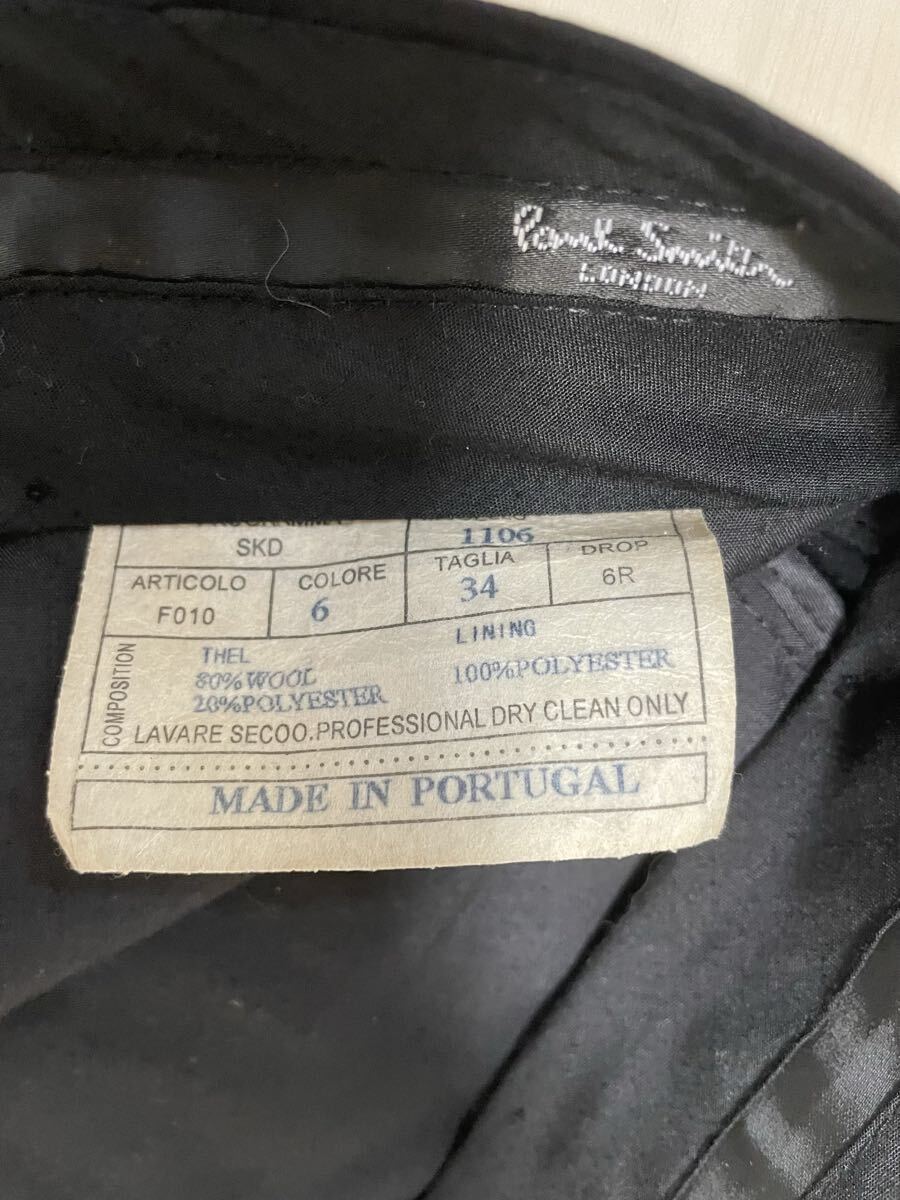 Paul Smith
LONDON
1106
SKD
TAGLIA
DROP
ARTICOLO
COLORE
34
6R
F010
6
COMPOSITION
THEL
LINING
80%WOOL
100%POLYESTER
20%POLYESTER
LAVARE SECOO.PROFESSIONAL DRY CLEAN ONLY
MADE IN PORTUGAL